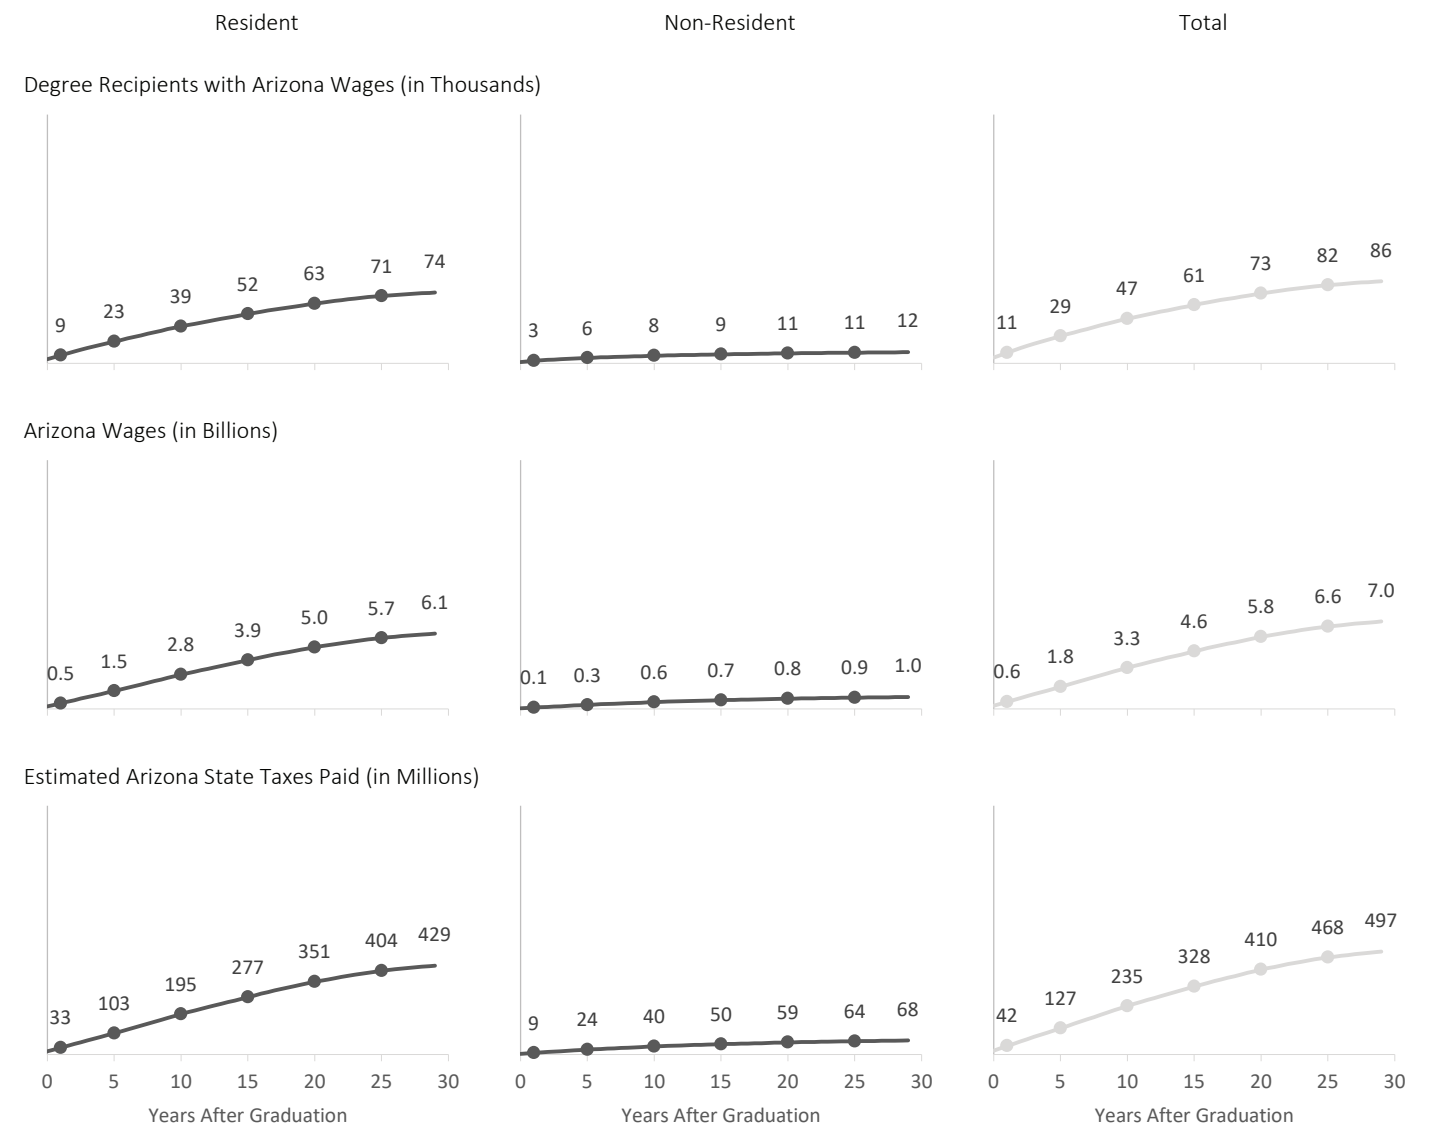 Resident Non-Resident Total
Degree Recipients with Arizona Wages (in Thousands)
9 23 39 52 63 71 74
3 6 8 9 11 11 12
11 29 47 61 73 82 86
Arizona Wages (in Billions)
0.5 1.5 2.8 3.9 5.0 5.7 6.1
0.1 0.3 0.6 0.7 0.8 0.9 1.0
0.6 1.8 3.3 4.6 5.8 6.6 7.0
Estimated Arizona State Taxes Paid (in Millions)
33 103 195 277 351 404 429
9 24 40 50 59 64 68
42 127 235 328 410 468 497
0 5 10 15 20 25 30
0 5 10 15 20 25 30
0 5 10 15 20 25 30
Years After Graduation Years After Graduation Years After Graduation